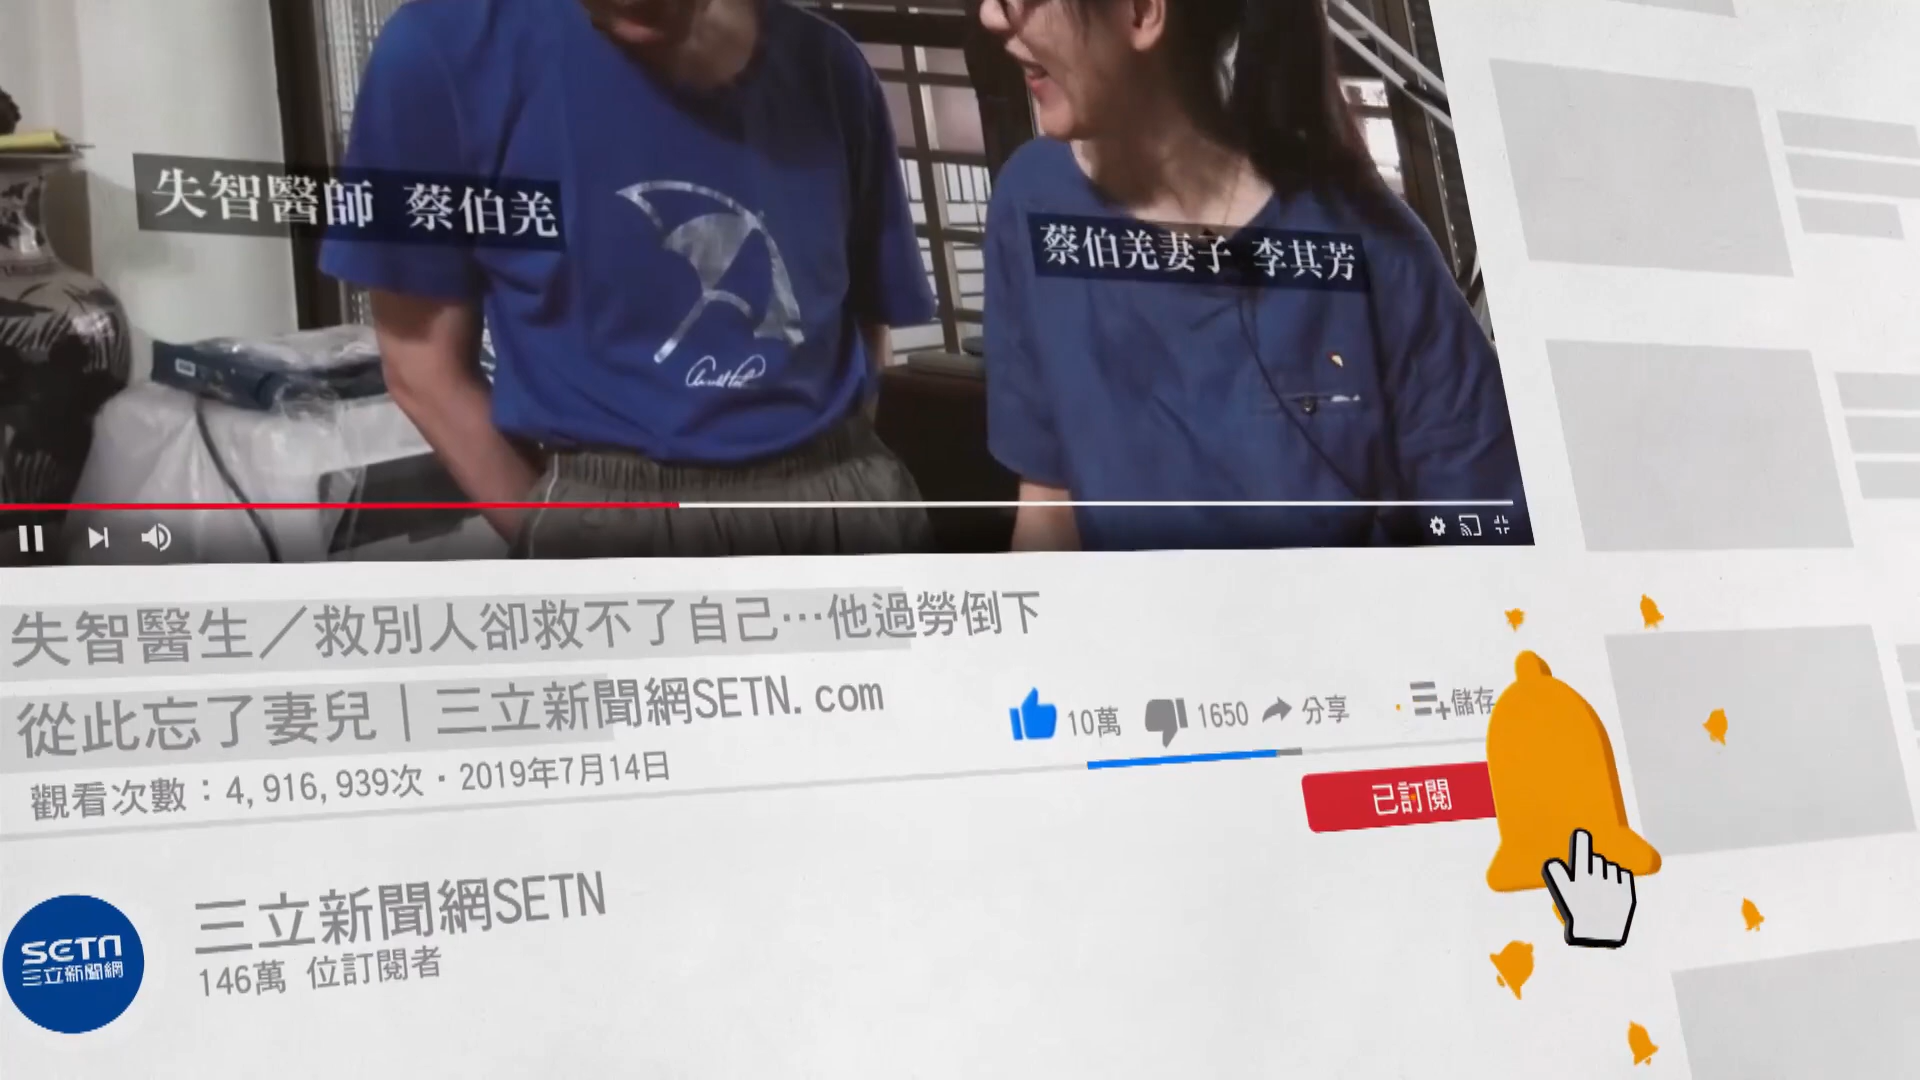 失智醫師 蔡伯羌
蔡伯羌妻子 李其芳
失智醫生／救別人卻救不了自己…他過勞倒下
從此忘了妻兒｜三立新聞網SETN.com
10萬
1650
分享
儲存
觀看次數：4,916,939次・2019年7月14日
已訂閱
三立新聞網SETN
146萬 位訂閱者
SETN
三立新聞網